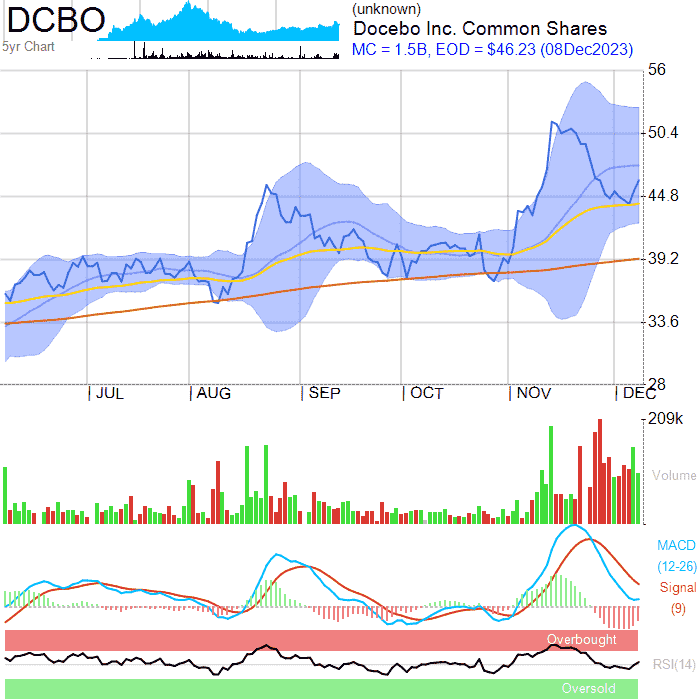 DCBO
5yr Chart
(unknown)
Docebo Inc. Common Shares
MC = 1.5B, EOD = $46.23 (08Dec2023)
56
50.4
44.8
39.2
33.6
28
JUL AUG SEP OCT NOV DEC
209k
Volume
MACD
(12-26)
Signal
(9)
Overbought
RSI(14)
Oversold